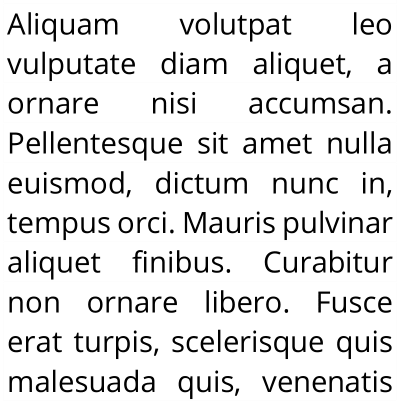 Aliquam volutpat leo
vulputate diam aliquet, a
ornare nisi accumsan.
Pellentesque sit amet nulla
euismod, dictum nunc in,
tempus orci. Mauris pulvinar
aliquet finibus. Curabitur
non ornare libero. Fusce
erat turpis, scelerisque quis
malesuada quis, venenatis